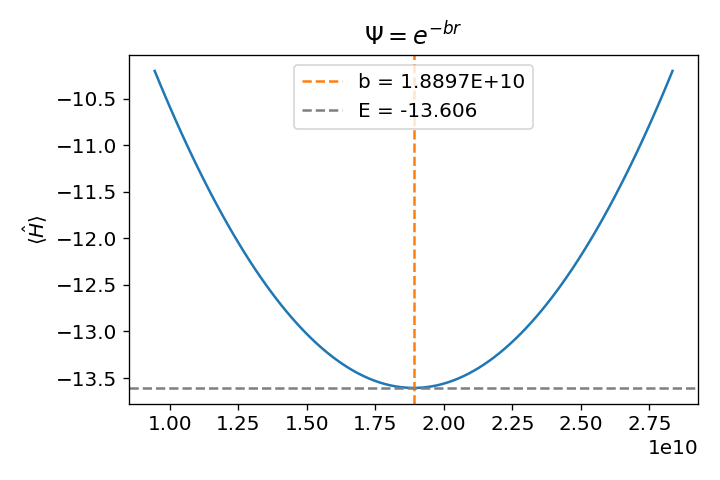 Ψ = e^{-br}
b = 1.8897E+10
E = -13.606
⟨Ĥ⟩
−10.5
−11.0
−11.5
−12.0
−12.5
−13.0
−13.5
1.00 1.25 1.50 1.75 2.00 2.25 2.50 2.75
1e10